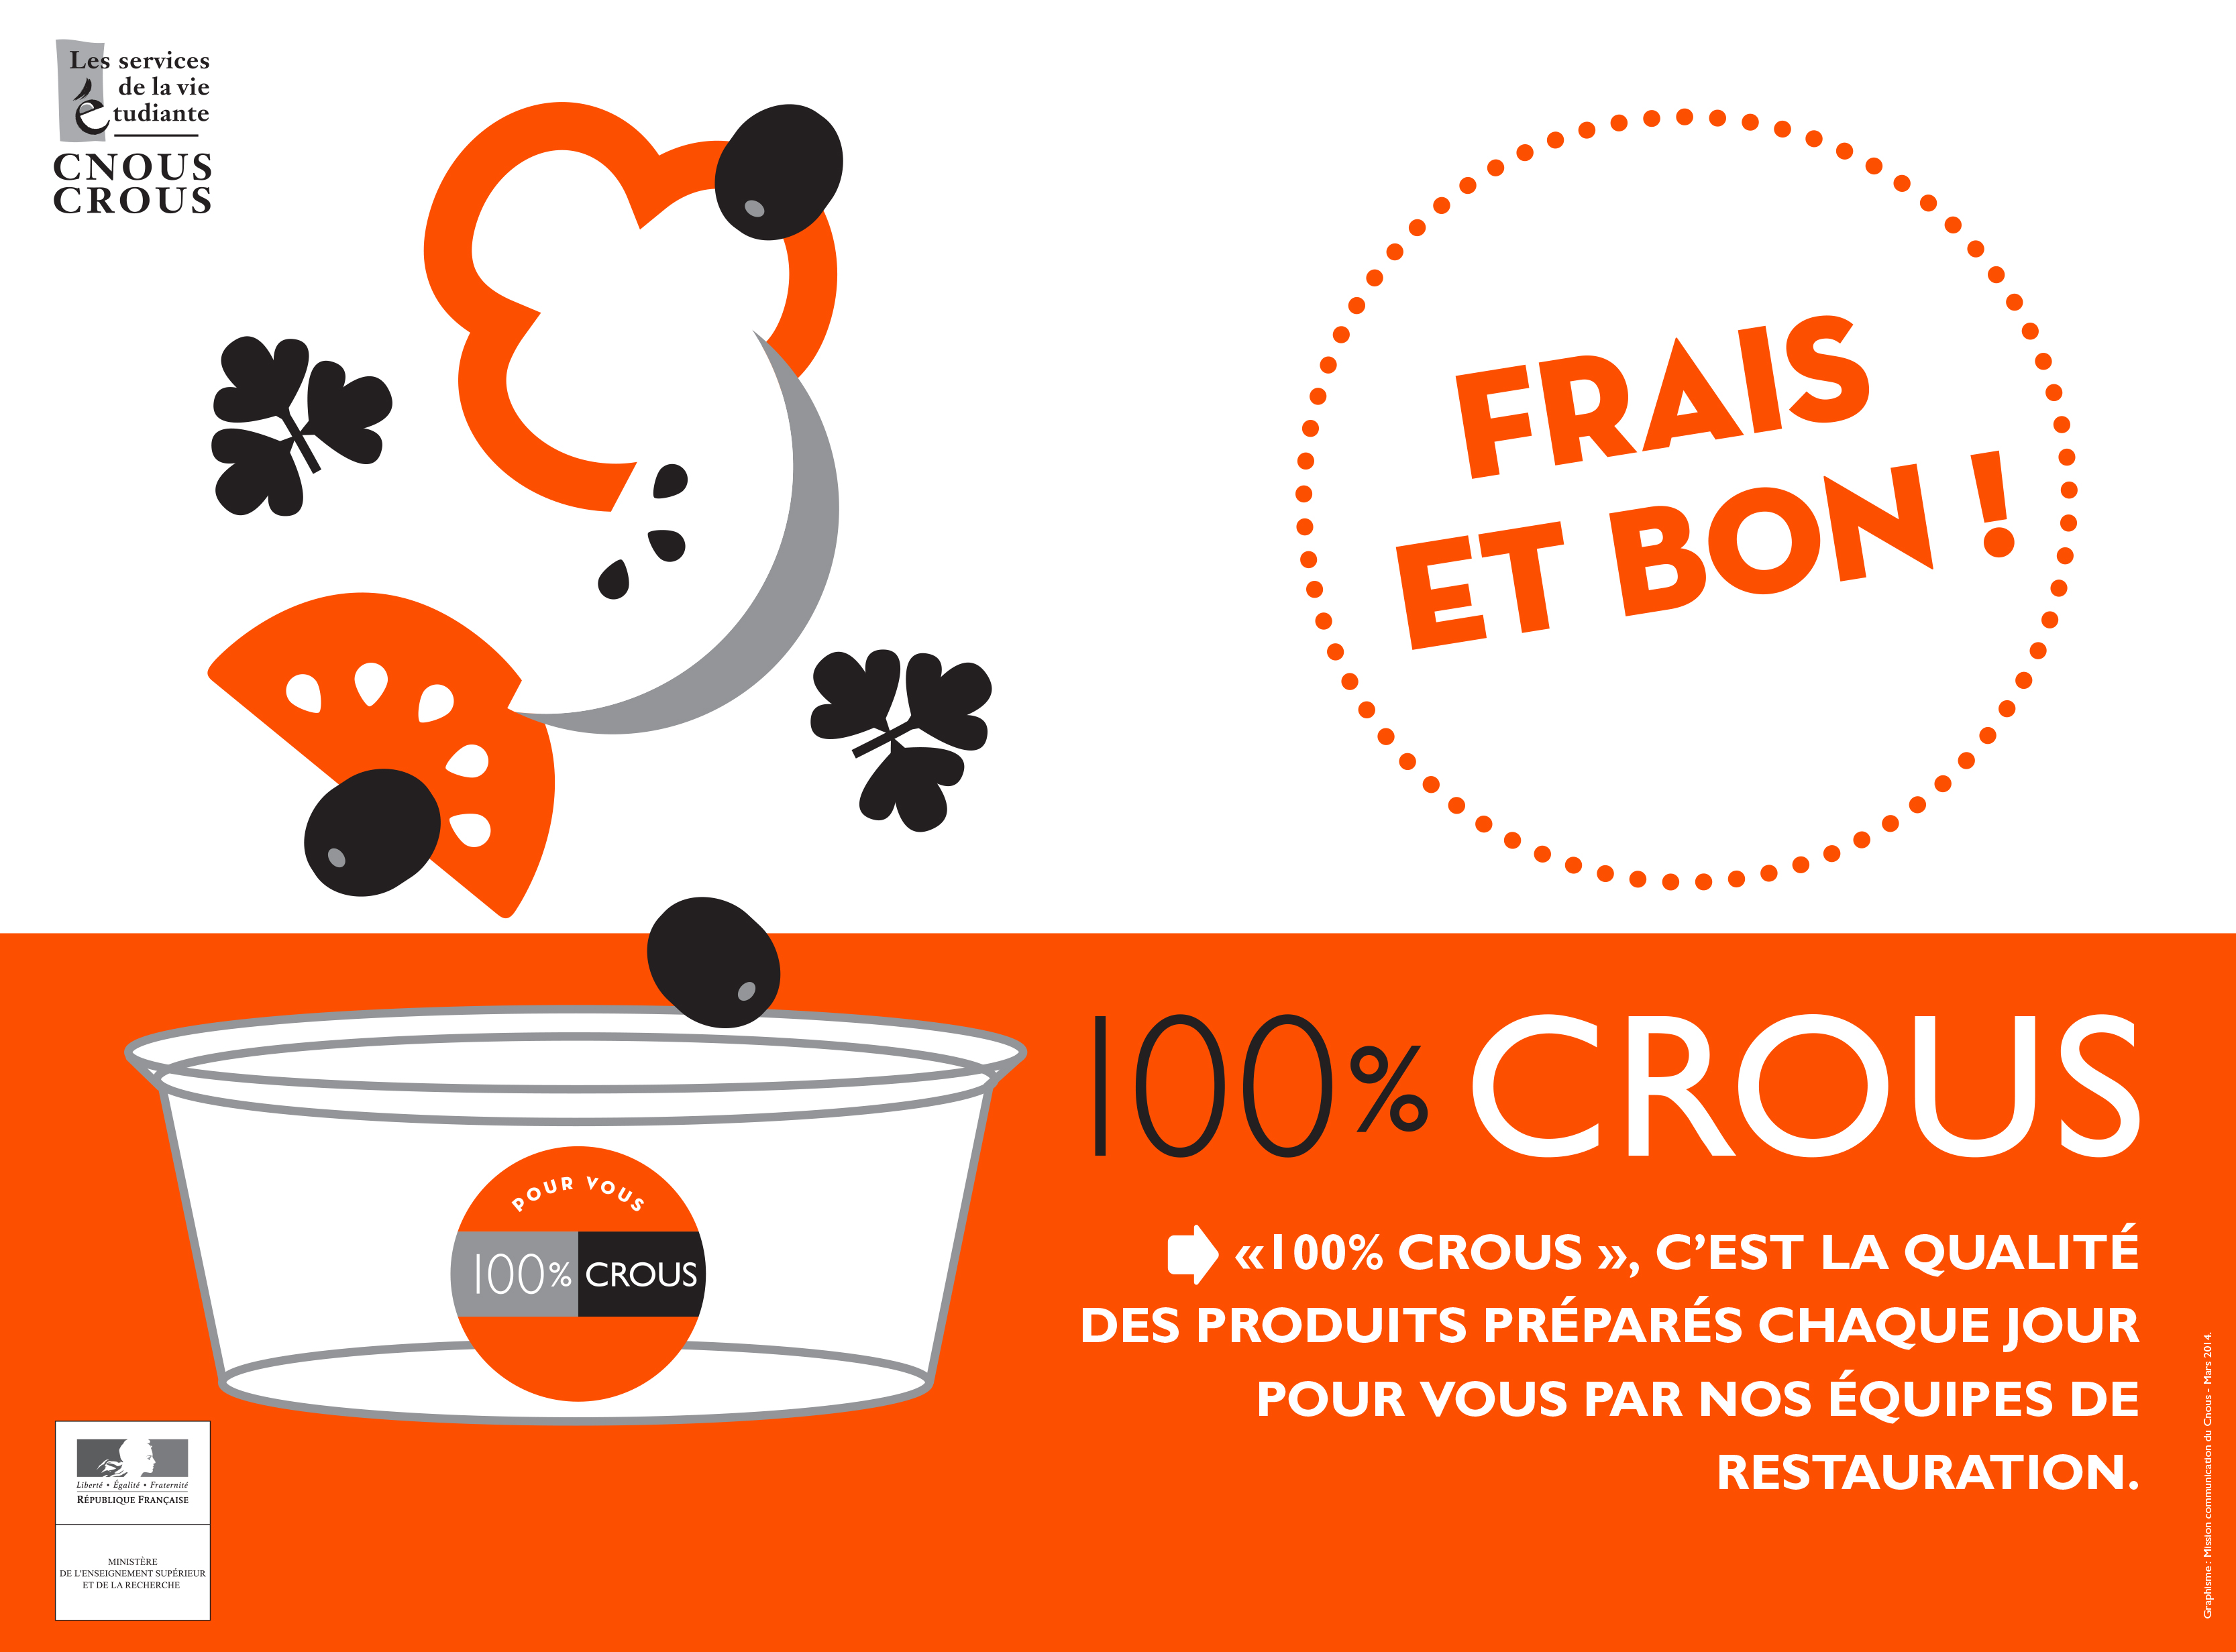 Les services
de la vie
étudiante
CNOUS
CROUS
FRAIS
ET BON !
100% CROUS
«100% CROUS », C’EST LA QUALITÉ
DES PRODUITS PRÉPARÉS CHAQUE JOUR
POUR VOUS PAR NOS ÉQUIPES DE
RESTAURATION.
POUR VOUS
100% CROUS
Liberté • Égalité • Fraternité
RÉPUBLIQUE FRANÇAISE
MINISTÈRE
DE L'ENSEIGNEMENT SUPÉRIEUR
ET DE LA RECHERCHE
Graphisme : Mission communication du Cnous - Mars 2014.